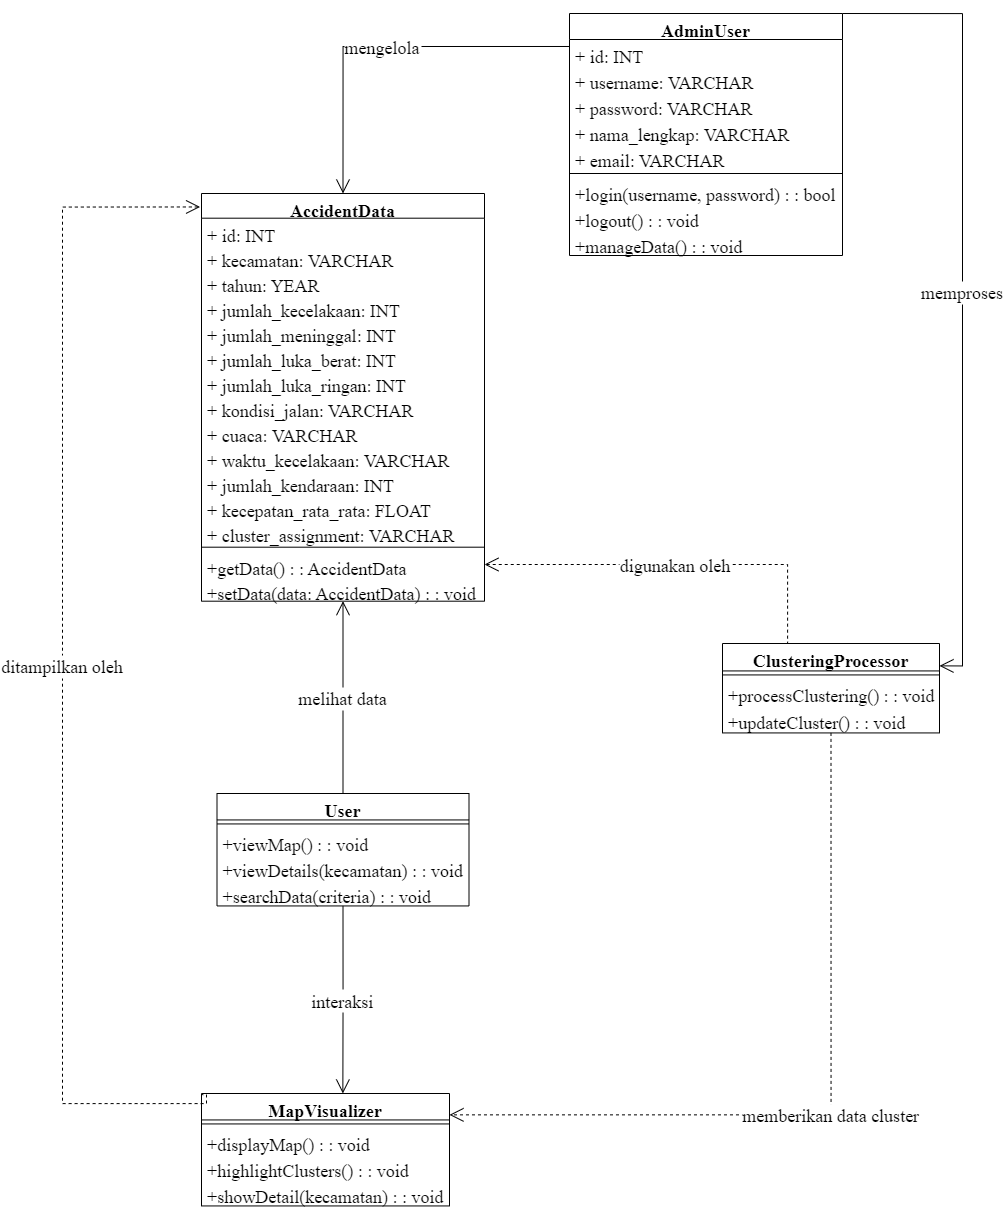 AdminUser
+ id: INT
+ username: VARCHAR
+ password: VARCHAR
+ nama_lengkap: VARCHAR
+ email: VARCHAR
+login(username, password) : : bool
+logout() : : void
+manageData() : : void
mengelola
memproses
AccidentData
+ id: INT
+ kecamatan: VARCHAR
+ tahun: YEAR
+ jumlah_kecelakaan: INT
+ jumlah_meninggal: INT
+ jumlah_luka_berat: INT
+ jumlah_luka_ringan: INT
+ kondisi_jalan: VARCHAR
+ cuaca: VARCHAR
+ waktu_kecelakaan: VARCHAR
+ jumlah_kendaraan: INT
+ kecepatan_rata_rata: FLOAT
+ cluster_assignment: VARCHAR
+getData() : : AccidentData
+setData(data: AccidentData) : : void
digunakan oleh
ditampilkan oleh
ClusteringProcessor
+processClustering() : : void
+updateCluster() : : void
melihat data
User
+viewMap() : : void
+viewDetails(kecamatan) : : void
+searchData(criteria) : : void
interaksi
MapVisualizer
+displayMap() : : void
+highlightClusters() : : void
+showDetail(kecamatan) : : void
memberikan data cluster